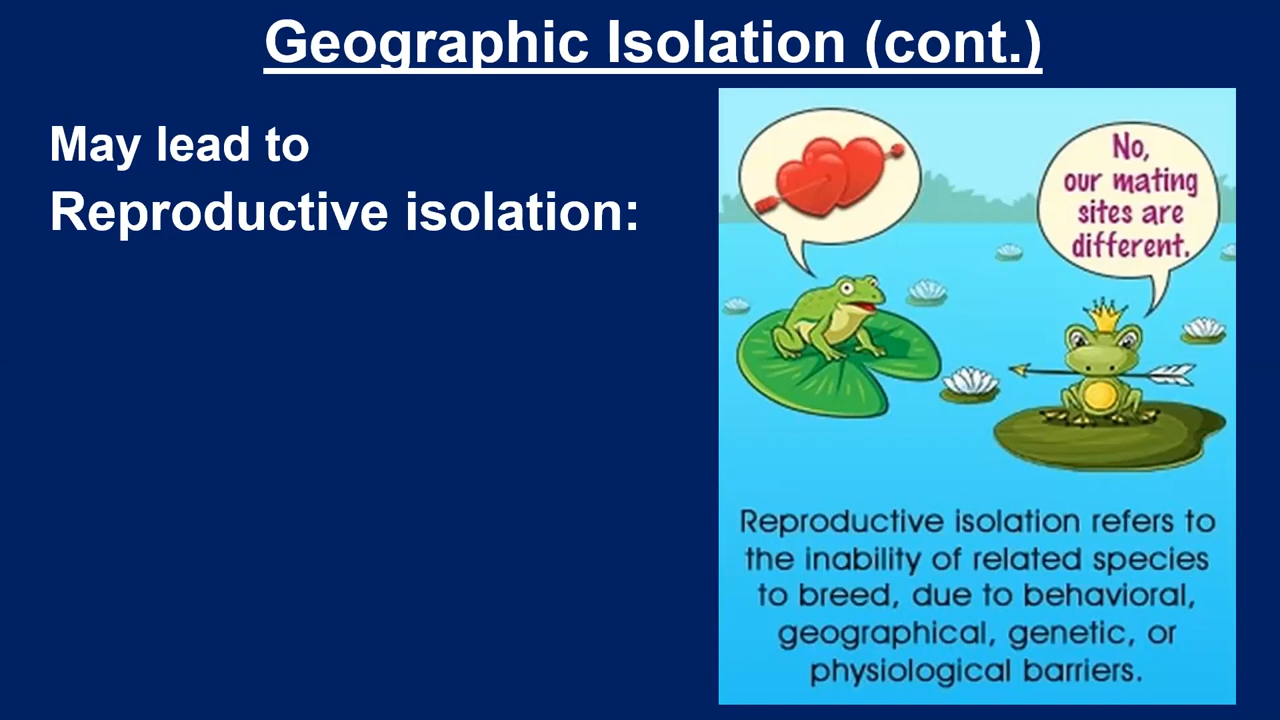 Geographic Isolation (cont.)
May lead to
Reproductive isolation:
No,
our mating
sites are
different.
Reproductive isolation refers to
the inability of related species
to breed, due to behavioral,
geographical, genetic, or
physiological barriers.